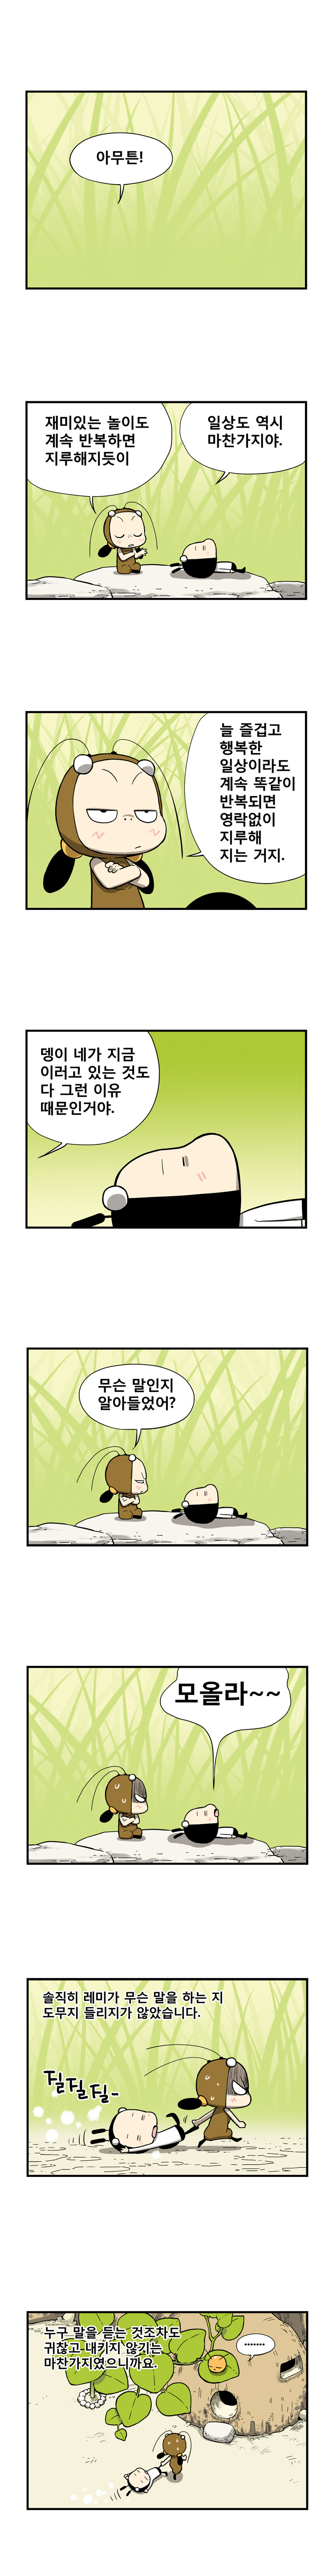 아무튼!
재미있는 놀이도
계속 반복하면
지루해지듯이
일상도 역시
마찬가지야.
늘 즐겁고
행복한
일상이라도
계속 똑같이
반복되면
영락없이
지루해
지는 거지.
뎅이 네가 지금
이러고 있는 것도
다 그런 이유
때문인거야.
무슨 말인지
알아들었어?
모올라~~
솔직히 레미가 무슨 말을 하는 지
도무지 들리지가 않았습니다.
질질질-
누구 말을 듣는 것조차도
귀찮고 내키지 않기는
마찬가지였으니까요.
·······